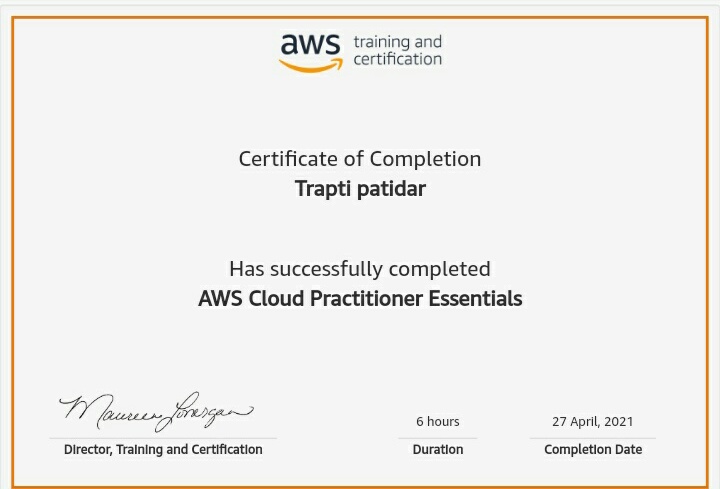 aws training and
certification
Certificate of Completion
Trapti patidar
Has successfully completed
AWS Cloud Practitioner Essentials
Maureen Lonergan
6 hours
27 April, 2021
Director, Training and Certification
Duration
Completion Date